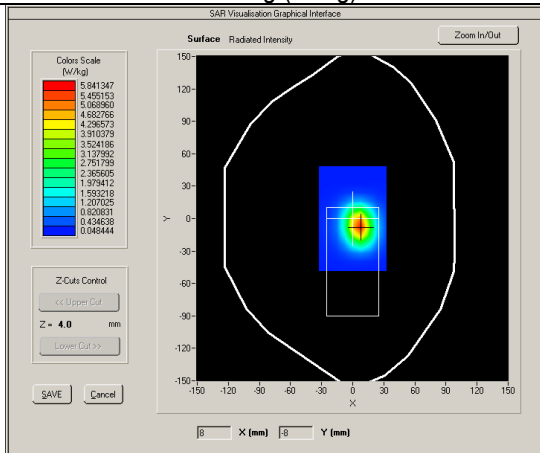 SAR Visualisation Graphical Interface
Surface Radiated Intensity
Zoom In/Out
Colors Scale
(W/kg)
5.841347
5.455153
5.068960
4.682766
4.296573
3.910379
3.524186
3.137992
2.751799
2.365605
1.979412
1.593218
1.207025
0.820831
0.434638
0.048444
150-
120-
90-
60-
30-
0-
-30-
-60-
-90-
-120-
-150-
Y
-150 -120 -90 -60 -30 0 30 60 90 120 150
X
Z-Cuts Control
<< Upper Cut
Z = 4.0 mm
Lower Cut >>
SAVE Cancel
8 X (mm) -8 Y (mm)